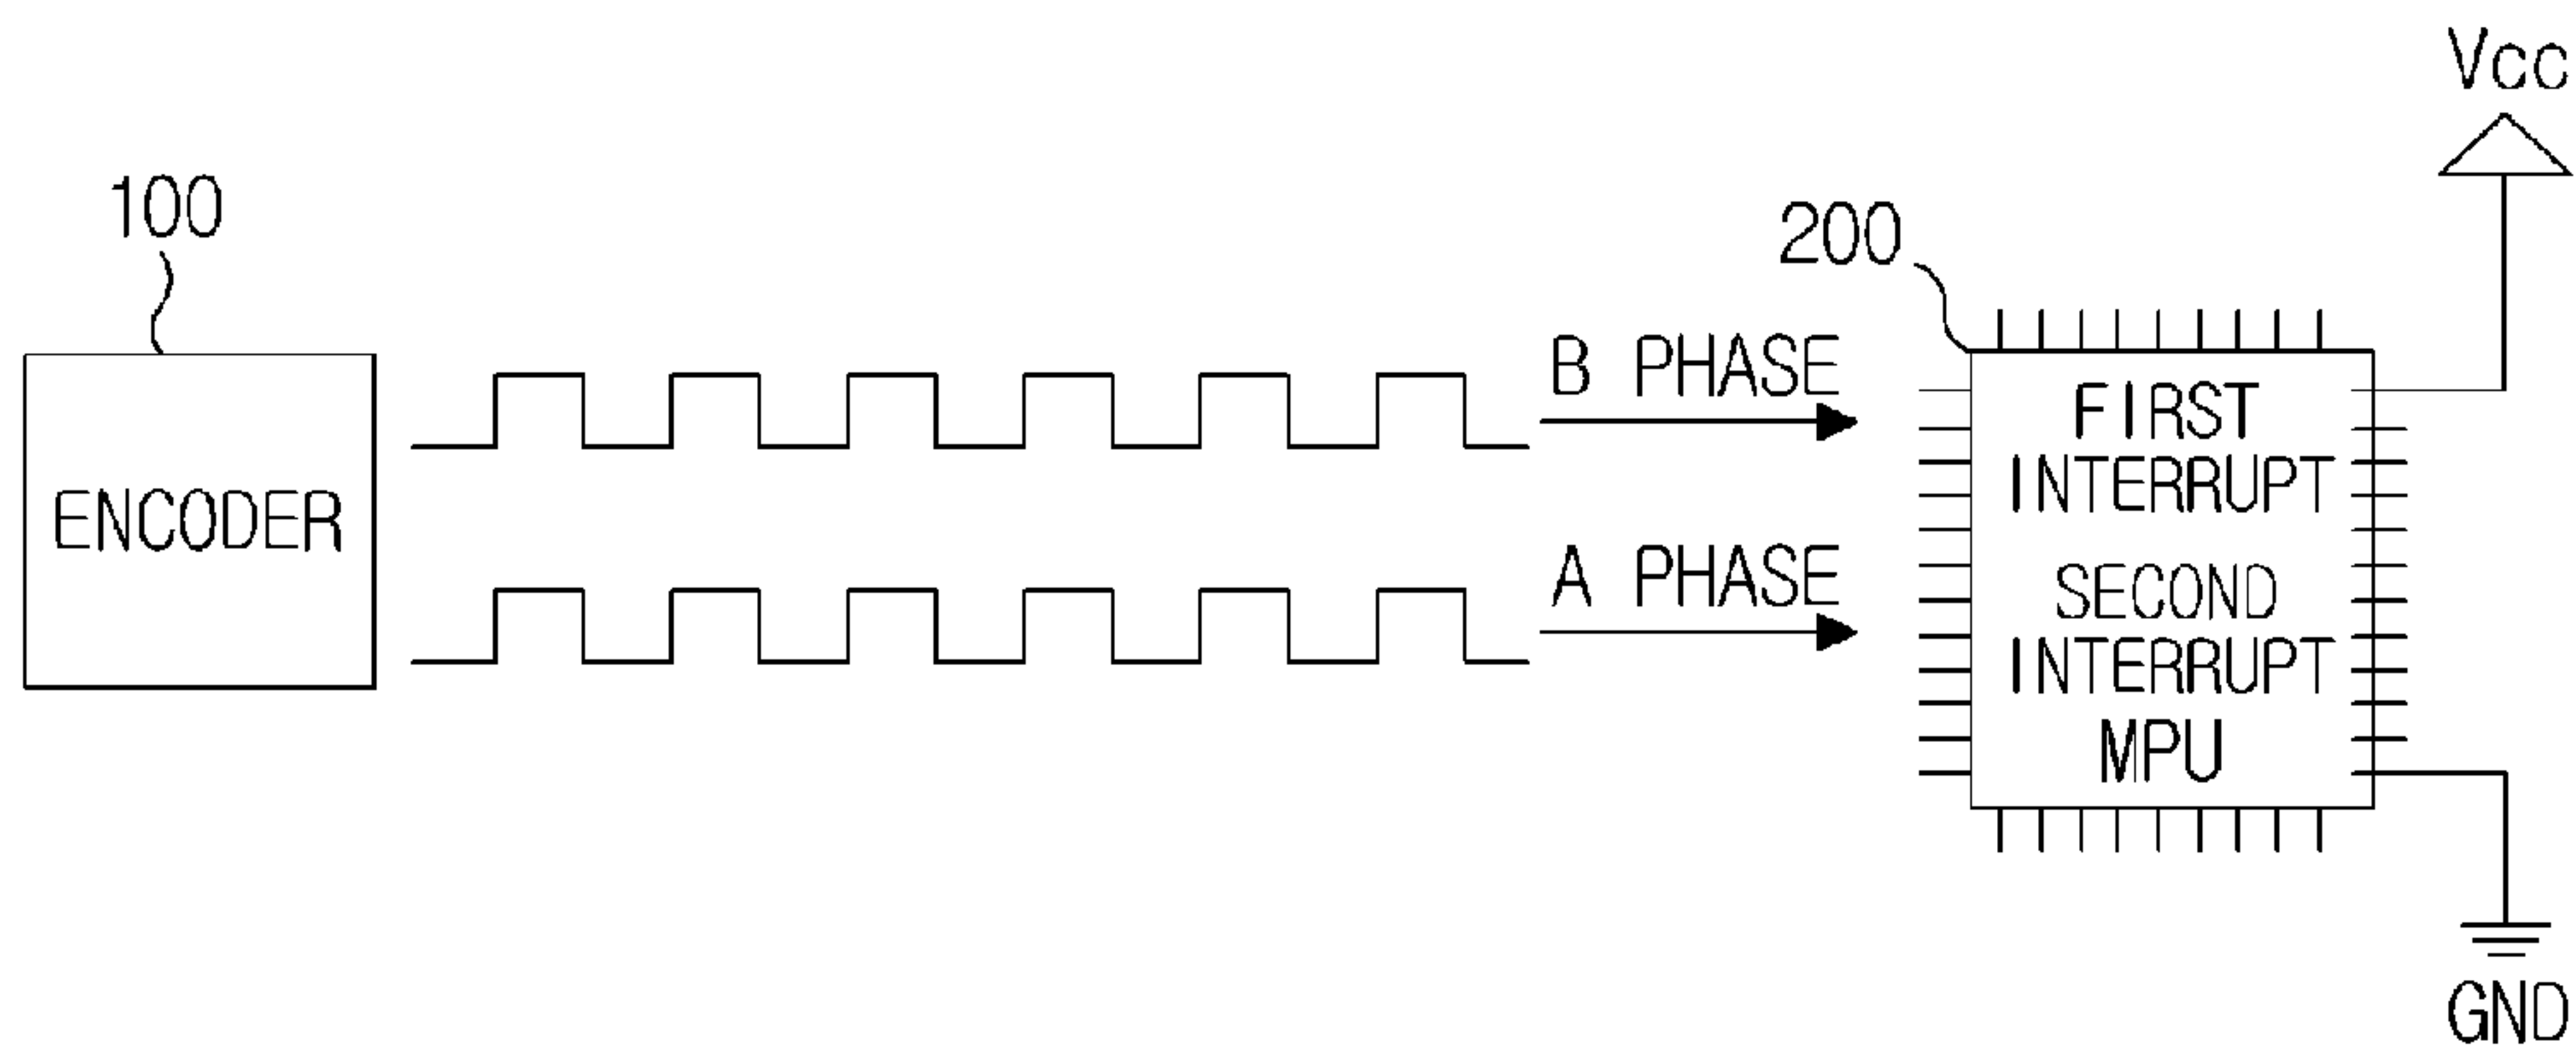 Vcc
100
200
B PHASE
FIRST
INTERRUPT
ENCODER
A PHASE
SECOND
INTERRUPT
MPU
GND